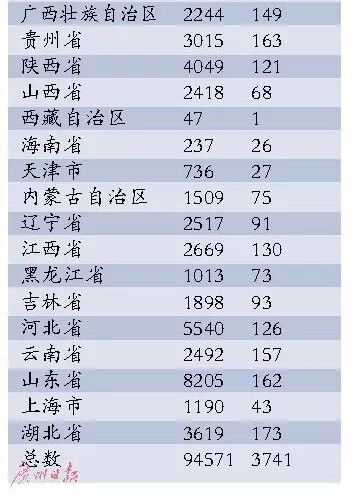 广西壮族自治区 2244 149
贵州省 3015 163
陕西省 4049 121
山西省 2418 68
西藏自治区 47 1
海南省 237 26
天津市 736 27
内蒙古自治区 1509 75
辽宁省 2517 91
江西省 2669 130
黑龙江省 1013 73
吉林省 1898 93
河北省 5540 126
云南省 2492 157
山东省 8205 162
上海市 1190 43
湖北省 3619 173
总数 94571 3741
广州日报